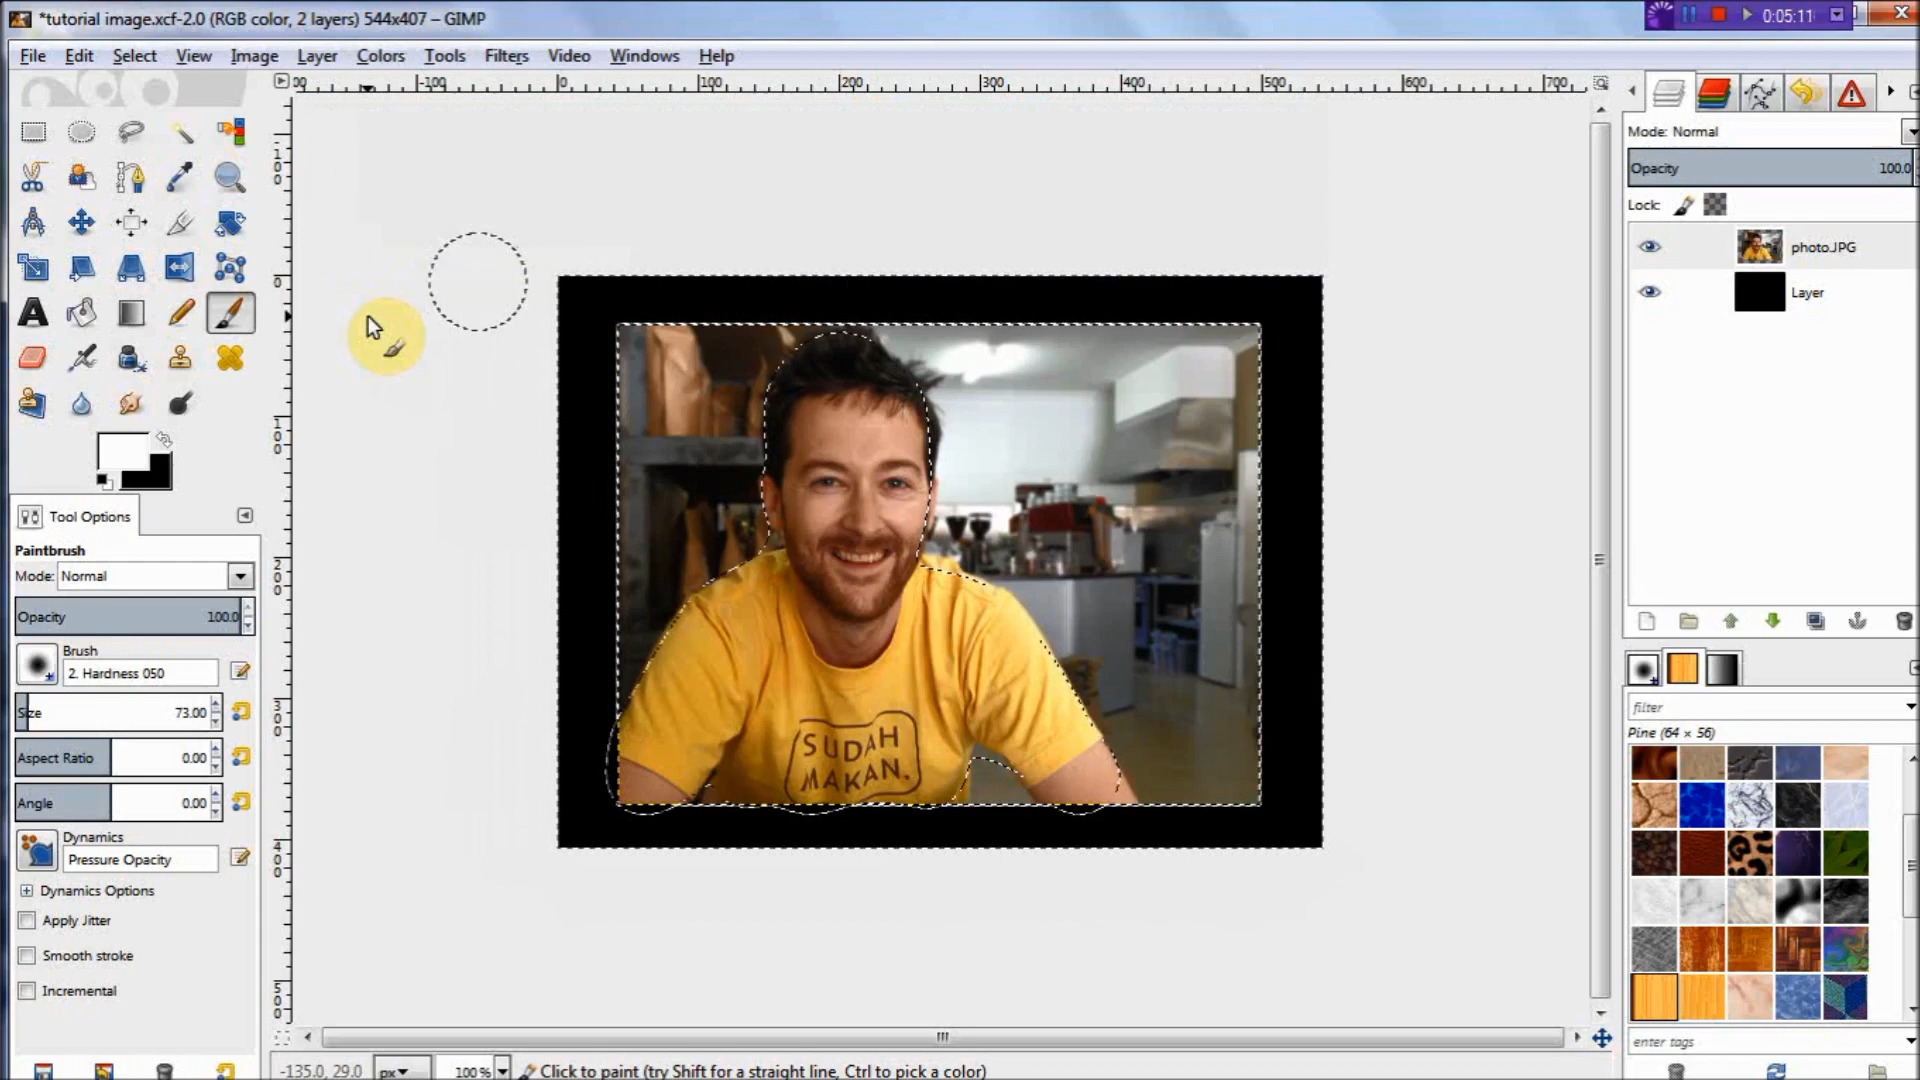 *tutorial image.xcf-2.0 (RGB color, 2 layers) 544x407 – GIMP
0:05:11
File Edit Select View Image Layer Colors Tools Filters Video Windows Help
-100 0 100 200 300 400 500 600 700
Mode: Normal
Opacity 100.0
Lock:
photo.JPG
Layer
SUDAH
MAKAN.
Tool Options
Paintbrush
Mode: Normal
Opacity 100.0
Brush
2. Hardness 050
Size 73.00
Aspect Ratio 0.00
Angle 0.00
Dynamics
Pressure Opacity
Dynamics Options
Apply Jitter
Smooth stroke
Incremental
filter
Pine (64 × 56)
enter tags
-135.0, 29.0 px 100 % Click to paint (try Shift for a straight line, Ctrl to pick a color)